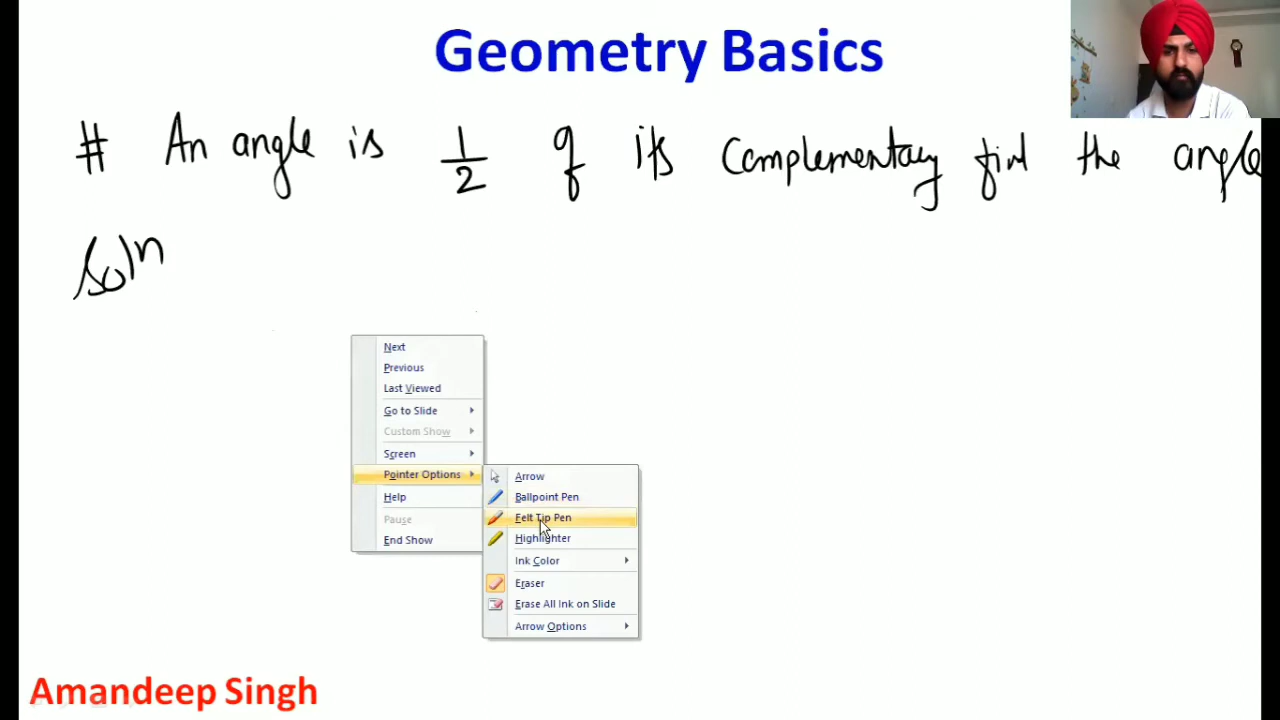 Geometry Basics
# An angle is 1/2 of its Complementary find the angle
Soln
Next
Previous
Last Viewed
Go to Slide
Custom Show
Screen
Pointer Options
Help
Pause
End Show
Arrow
Ballpoint Pen
Felt Tip Pen
Highlighter
Ink Color
Eraser
Erase All Ink on Slide
Arrow Options
Amandeep Singh